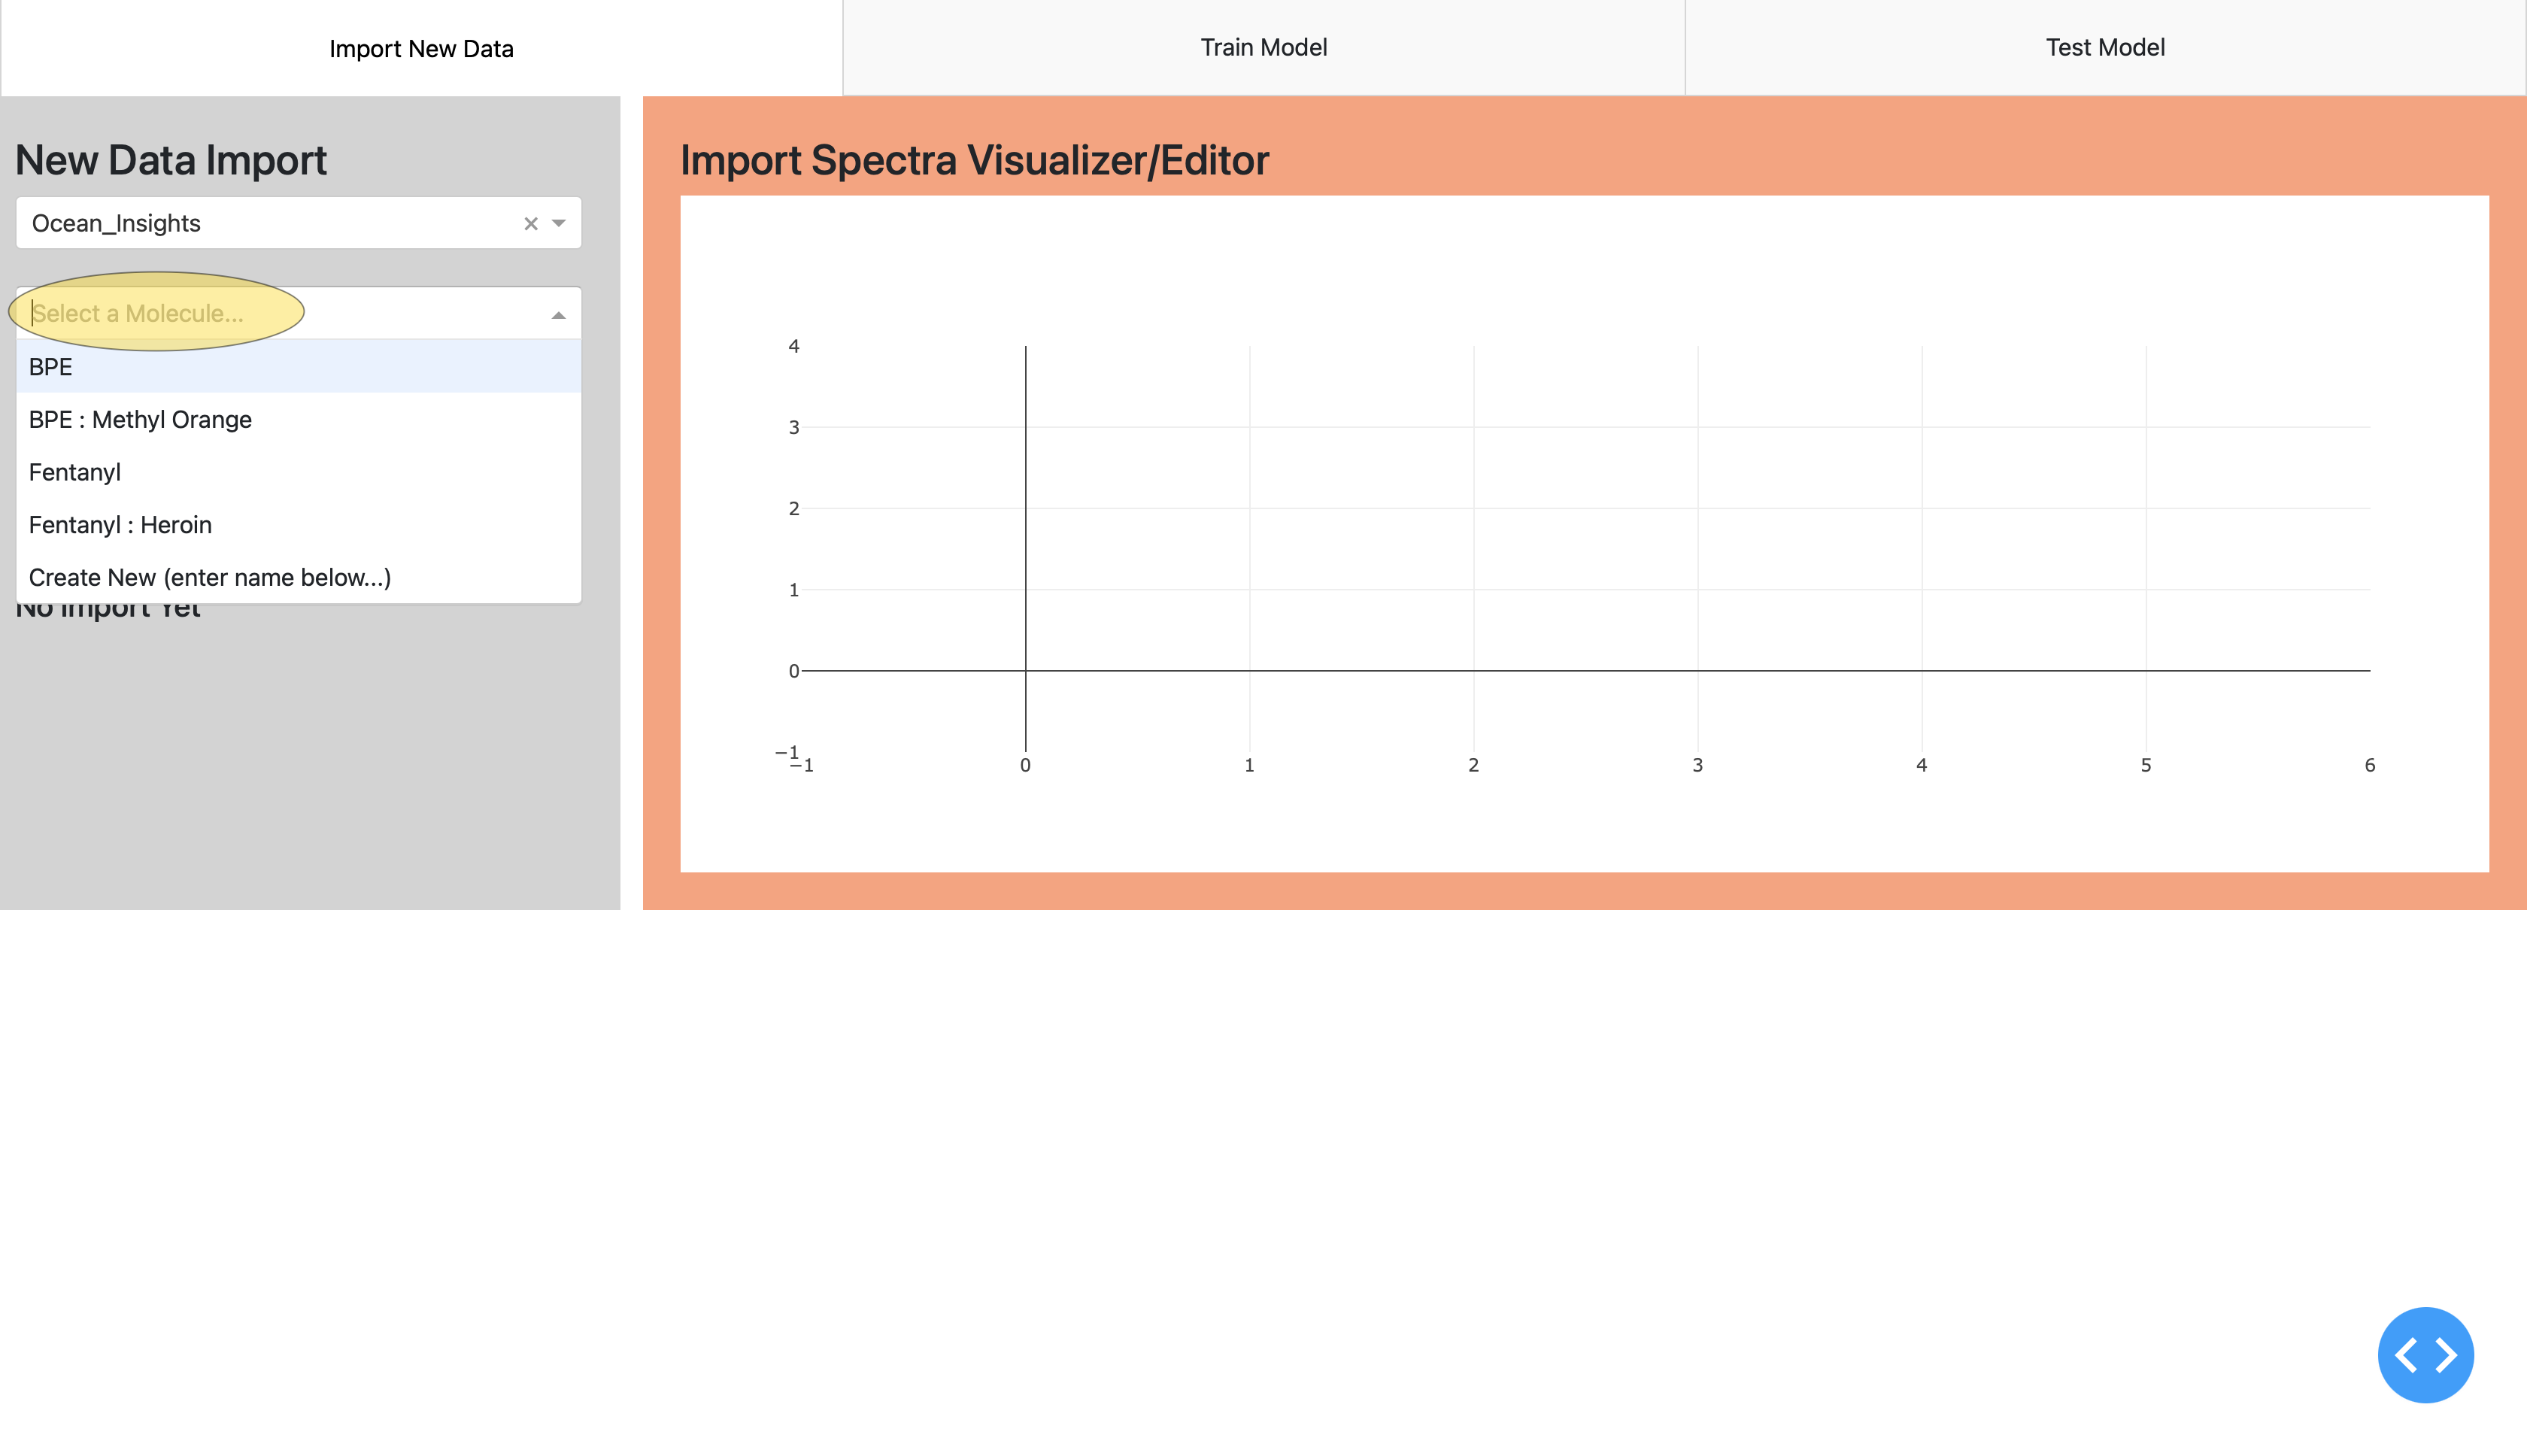 Import New Data
Train Model
Test Model
New Data Import
Ocean_Insights
Select a Molecule...
BPE
BPE : Methyl Orange
Fentanyl
Fentanyl : Heroin
Create New (enter name below...)
No Import Yet
Import Spectra Visualizer/Editor
4
3
2
1
0
−1
−1 0 1 2 3 4 5 6